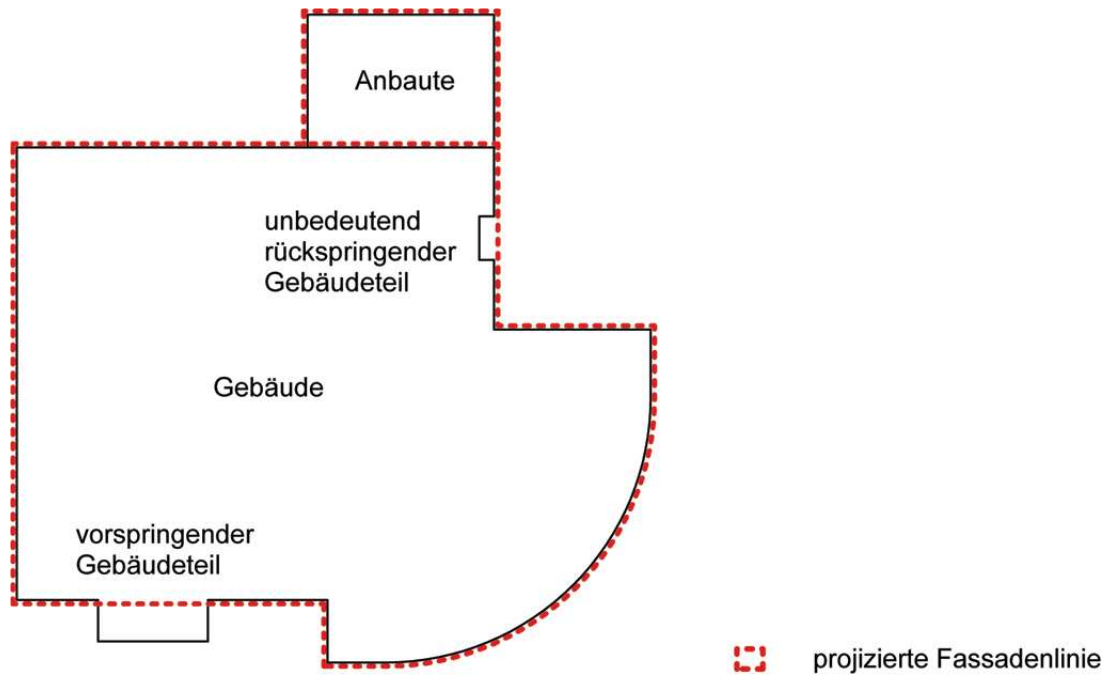 Anbaute
unbedeutend
rückspringender
Gebäudeteil
Gebäude
vorspringender
Gebäudeteil
projizierte Fassadenlinie